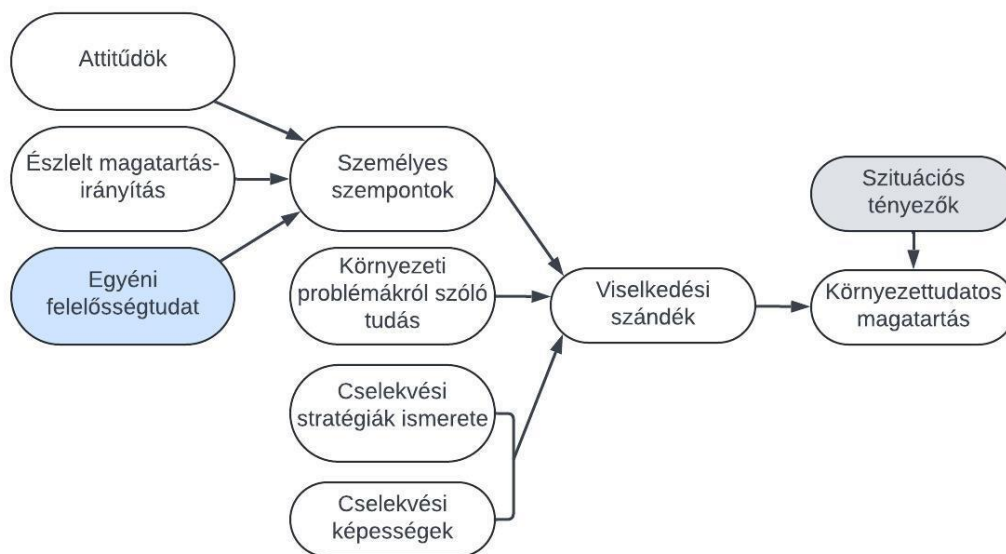 Attitűdök
Észlelt magatartás-
irányítás
Egyéni
felelősségtudat
Személyes
szempontok
Környezeti
problémákról szóló
tudás
Cselekvési
stratégiák ismerete
Cselekvési
képességek
Viselkedési
szándék
Szituációs
tényezők
Környezettudatos
magatartás